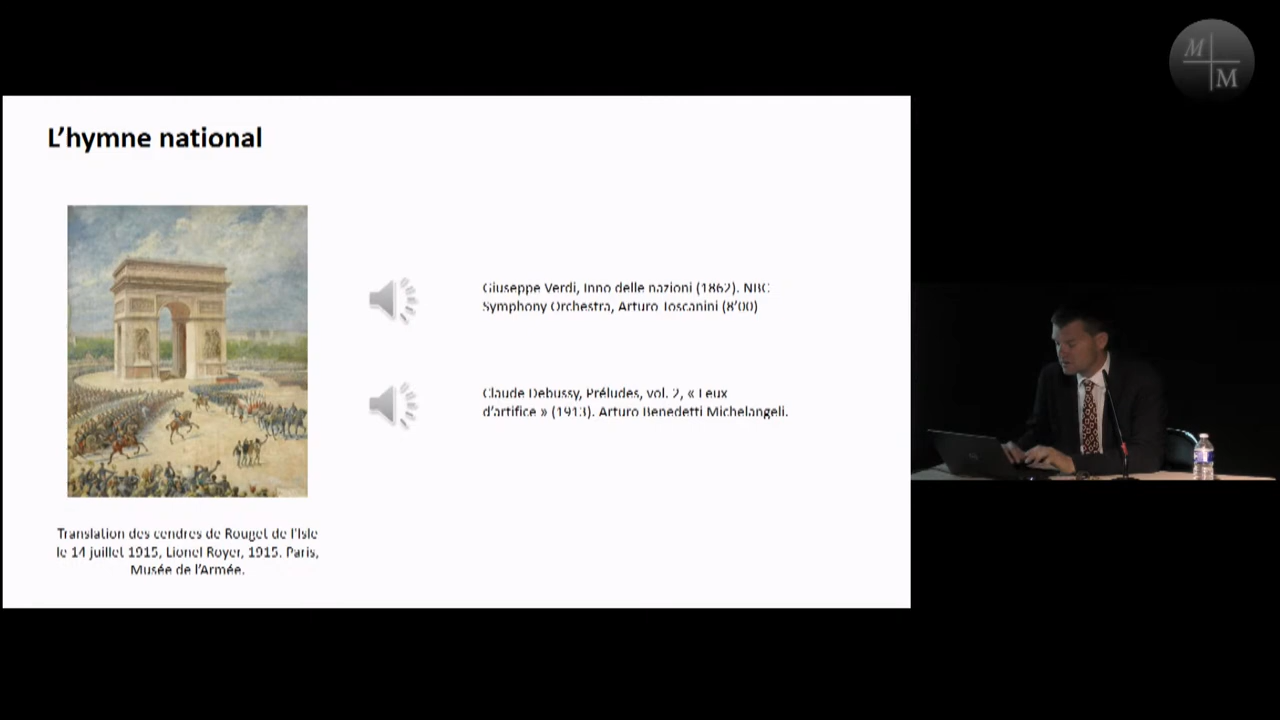 M
M
L'hymne national
Giuseppe Verdi, Inno delle nazioni (1862). NBC
Symphony Orchestra, Arturo Toscanini (8'00)
Claude Debussy, Préludes, vol. 2, « Feux
d'artifice » (1913). Arturo Benedetti Michelangeli.
Translation des cendres de Rouget de l'Isle
le 14 juillet 1915, Lionel Royer, 1915. Paris,
Musée de l'Armée.